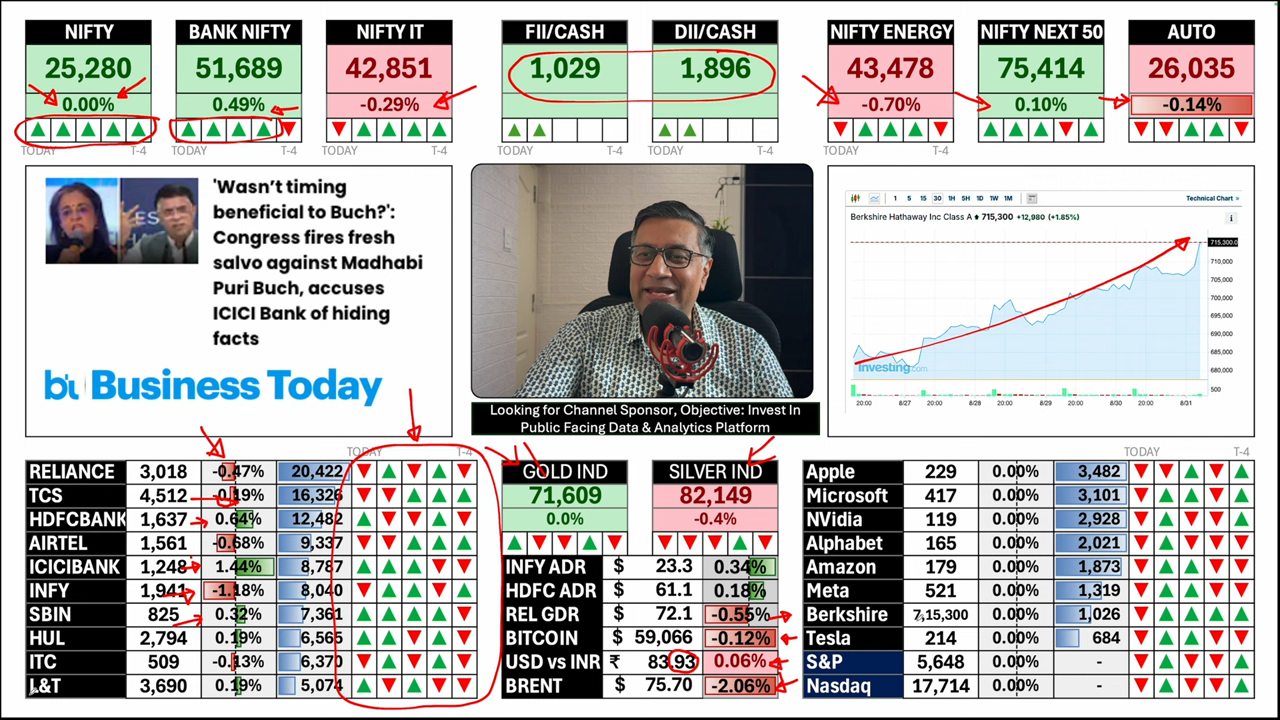 NIFTY
25,280
0.00%
TODAY T-4
BANK NIFTY
51,689
0.49%
TODAY T-4
NIFTY IT
42,851
-0.29%
TODAY T-4
FII/CASH
1,029
TODAY T-4
DII/CASH
1,896
TODAY T-4
NIFTY ENERGY
43,478
-0.70%
TODAY T-4
NIFTY NEXT 50
75,414
0.10%
TODAY T-4
AUTO
26,035
-0.14%
TODAY T-4
'Wasn't timing
beneficial to Buch?':
Congress fires fresh
salvo against Madhabi
Puri Buch, accuses
ICICI Bank of hiding
facts
Business Today
Looking for Channel Sponsor, Objective: Invest In
Public Facing Data & Analytics Platform
1 5 15 30 1H 5H 1D 1W 1M Technical Chart »
Berkshire Hathaway Inc Class A 715,300 +12,980 (+1.85%)
715,300.0
710,000
705,000
700,000
695,000
690,000
685,000
680,000
500
Investing.com
20:00 8/27 20:00 8/28 20:00 8/29 20:00 8/30 20:00 8/31
TODAY T-4
RELIANCE 3,018 -0.47% 20,422
TCS 4,512 -0.19% 16,326
HDFCBANK 1,637 0.64% 12,482
AIRTEL 1,561 -0.68% 9,337
ICICIBANK 1,248 1.44% 8,787
INFY 1,941 -1.18% 8,040
SBIN 825 0.32% 7,361
HUL 2,794 0.19% 6,565
ITC 509 -0.13% 6,370
L&T 3,690 0.19% 5,074
GOLD IND
71,609
0.0%
SILVER IND
82,149
-0.4%
INFY ADR $ 23.3 0.34%
HDFC ADR $ 61.1 0.18%
REL GDR $ 72.1 -0.55%
BITCOIN $ 59,066 -0.12%
USD vs INR ₹ 83.93 0.06%
BRENT $ 75.70 -2.06%
TODAY T-4
Apple 229 0.00% 3,482
Microsoft 417 0.00% 3,101
NVidia 119 0.00% 2,928
Alphabet 165 0.00% 2,021
Amazon 179 0.00% 1,873
Meta 521 0.00% 1,319
Berkshire 7,15,300 0.00% 1,026
Tesla 214 0.00% 684
S&P 5,648 0.00% -
Nasdaq 17,714 0.00% -